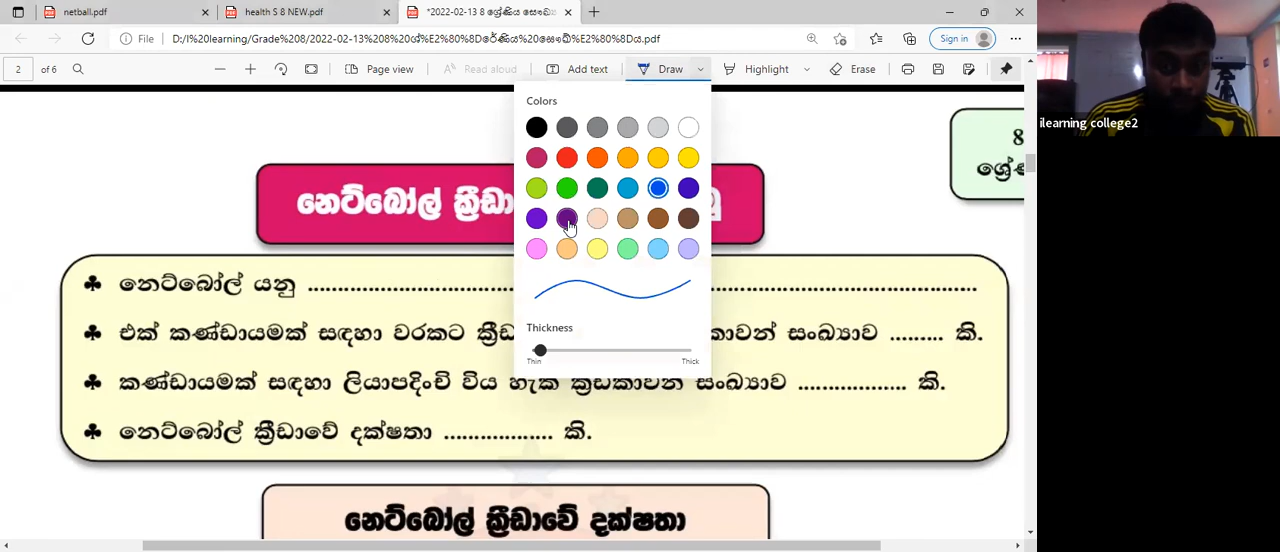 netball.pdf
health S 8 NEW.pdf
*2022-02-13 8 ශ්‍රේණිය සෞඛ්‍ය
File D:/I%20learning/Grade%208/2022-02-13%208%20ශ්%E2%80%8Dරේණිය%20සෞඛ්%E2%80%8Dය.pdf
Sign in
2 of 6
Page view
Read aloud
Add text
Draw
Highlight
Erase
ilearning college2
Colors
8
ශ්‍රේණ
නෙට්බෝල් ක්‍රීඩා
නෙට්බෝල් යනු ........................................................................................................
එක් කණ්ඩායමක් සඳහා වරකට ක්‍රීඩ කාවන් සංඛ්‍යාව ......... කි.
Thickness
Thin
Thick
කණ්ඩායමක් සඳහා ලියාපදිංචි විය හැකි ක්‍රීඩිකාවන් සංඛ්‍යාව .................. කි.
නෙට්බෝල් ක්‍රීඩාවේ දක්ෂතා .................. කි.
නෙට්බෝල් ක්‍රීඩාවේ දක්ෂතා